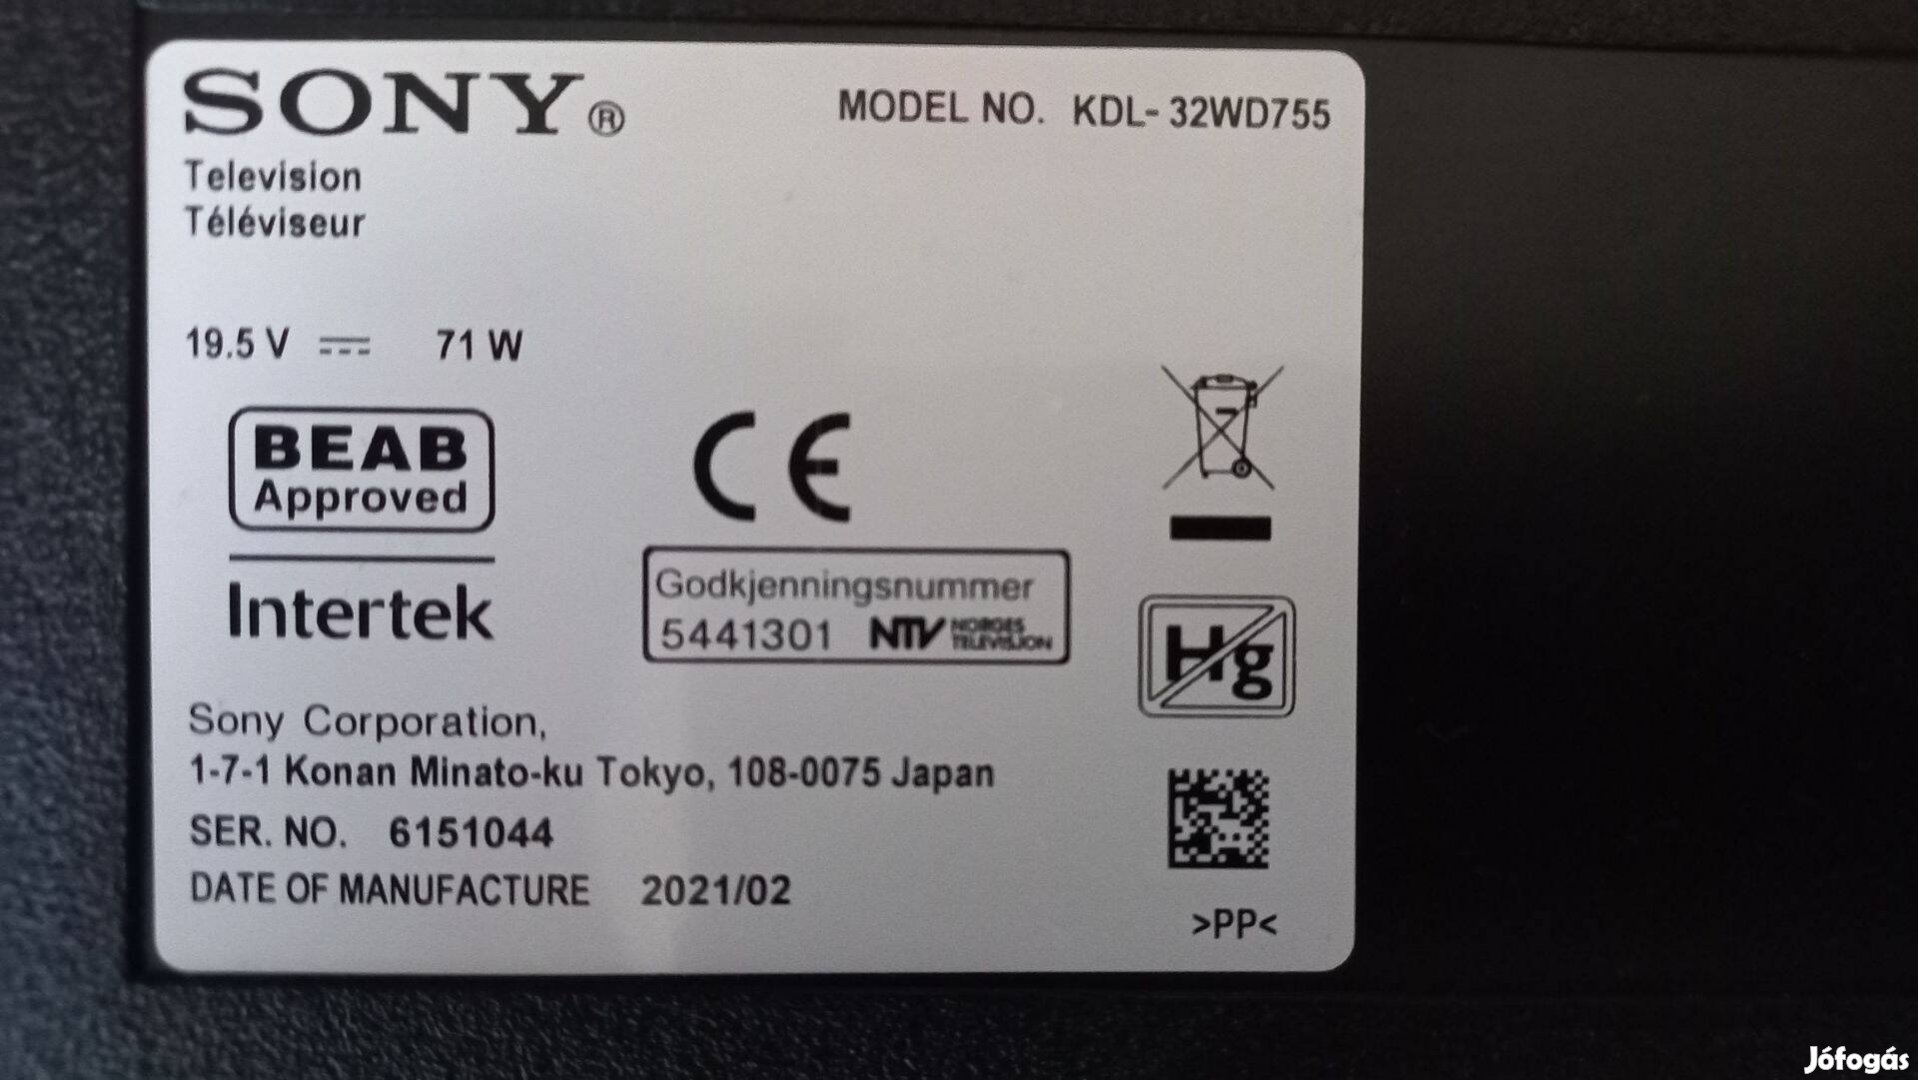 SONY®
MODEL NO. KDL-32WD755
Television
Téléviseur
19.5 V 71 W
BEAB
Approved
Intertek
CE
Godkjenningsnummer
5441301 NTV NORGES
TELEVISJON
Hg
Sony Corporation,
1-7-1 Konan Minato-ku Tokyo, 108-0075 Japan
SER. NO. 6151044
DATE OF MANUFACTURE 2021/02
>PP<
Jófogás